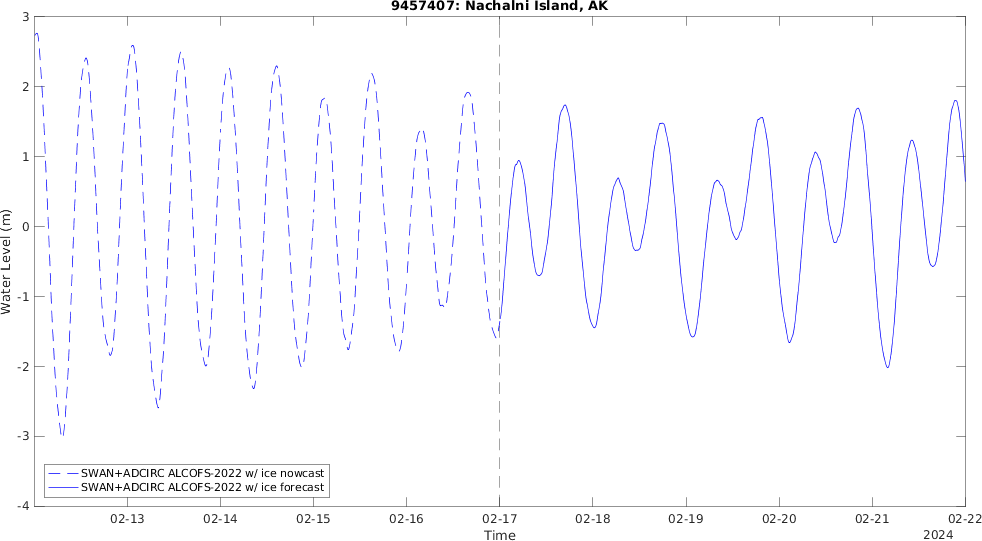 9457407: Nachalni Island, AK
3
2
1
0
-1
-2
-3
-4
Water Level (m)
SWAN+ADCIRC ALCOFS-2022 w/ ice nowcast
SWAN+ADCIRC ALCOFS-2022 w/ ice forecast
02-13 02-14 02-15 02-16 02-17 02-18 02-19 02-20 02-21 02-22
Time 2024